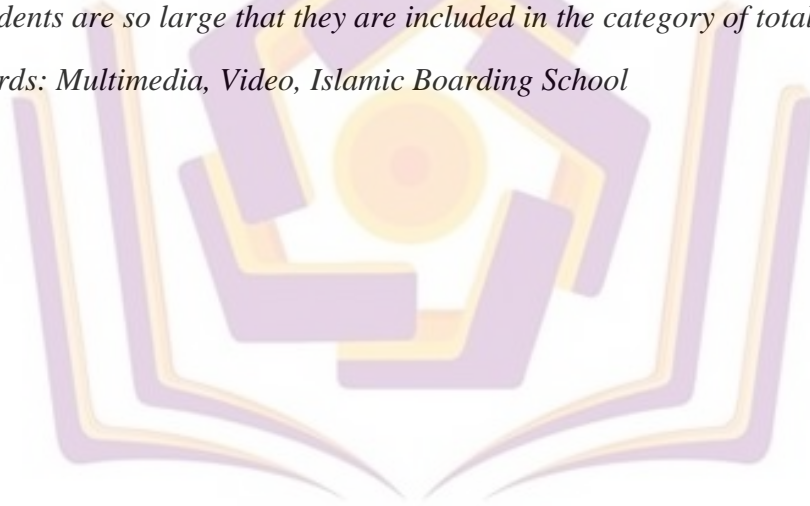 dents are so large that they are included in the category of total
rds: Multimedia, Video, Islamic Boarding School